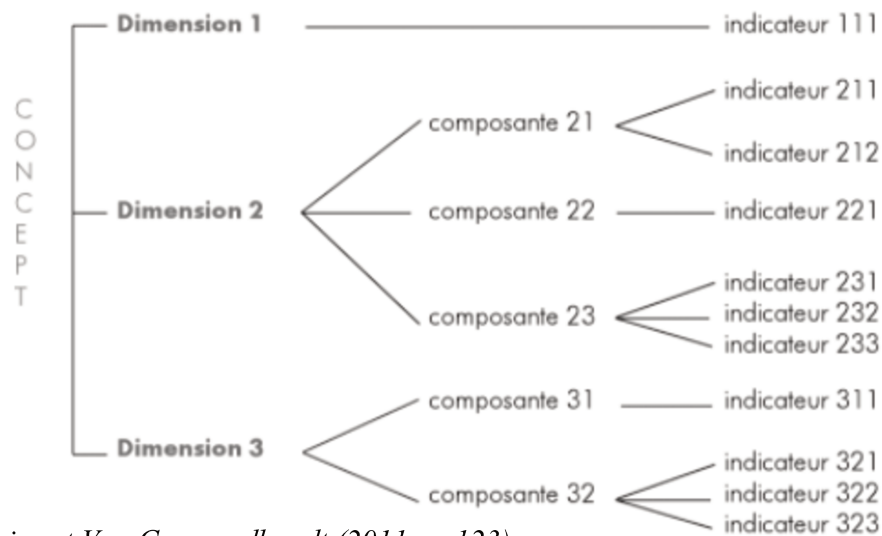 CONCEPT
Dimension 1 indicateur 111
indicateur 211
composante 21
indicateur 212
Dimension 2 composante 22 indicateur 221
indicateur 231
composante 23 indicateur 232
indicateur 233
composante 31 indicateur 311
Dimension 3
indicateur 321
composante 32 indicateur 322
indicateur 323